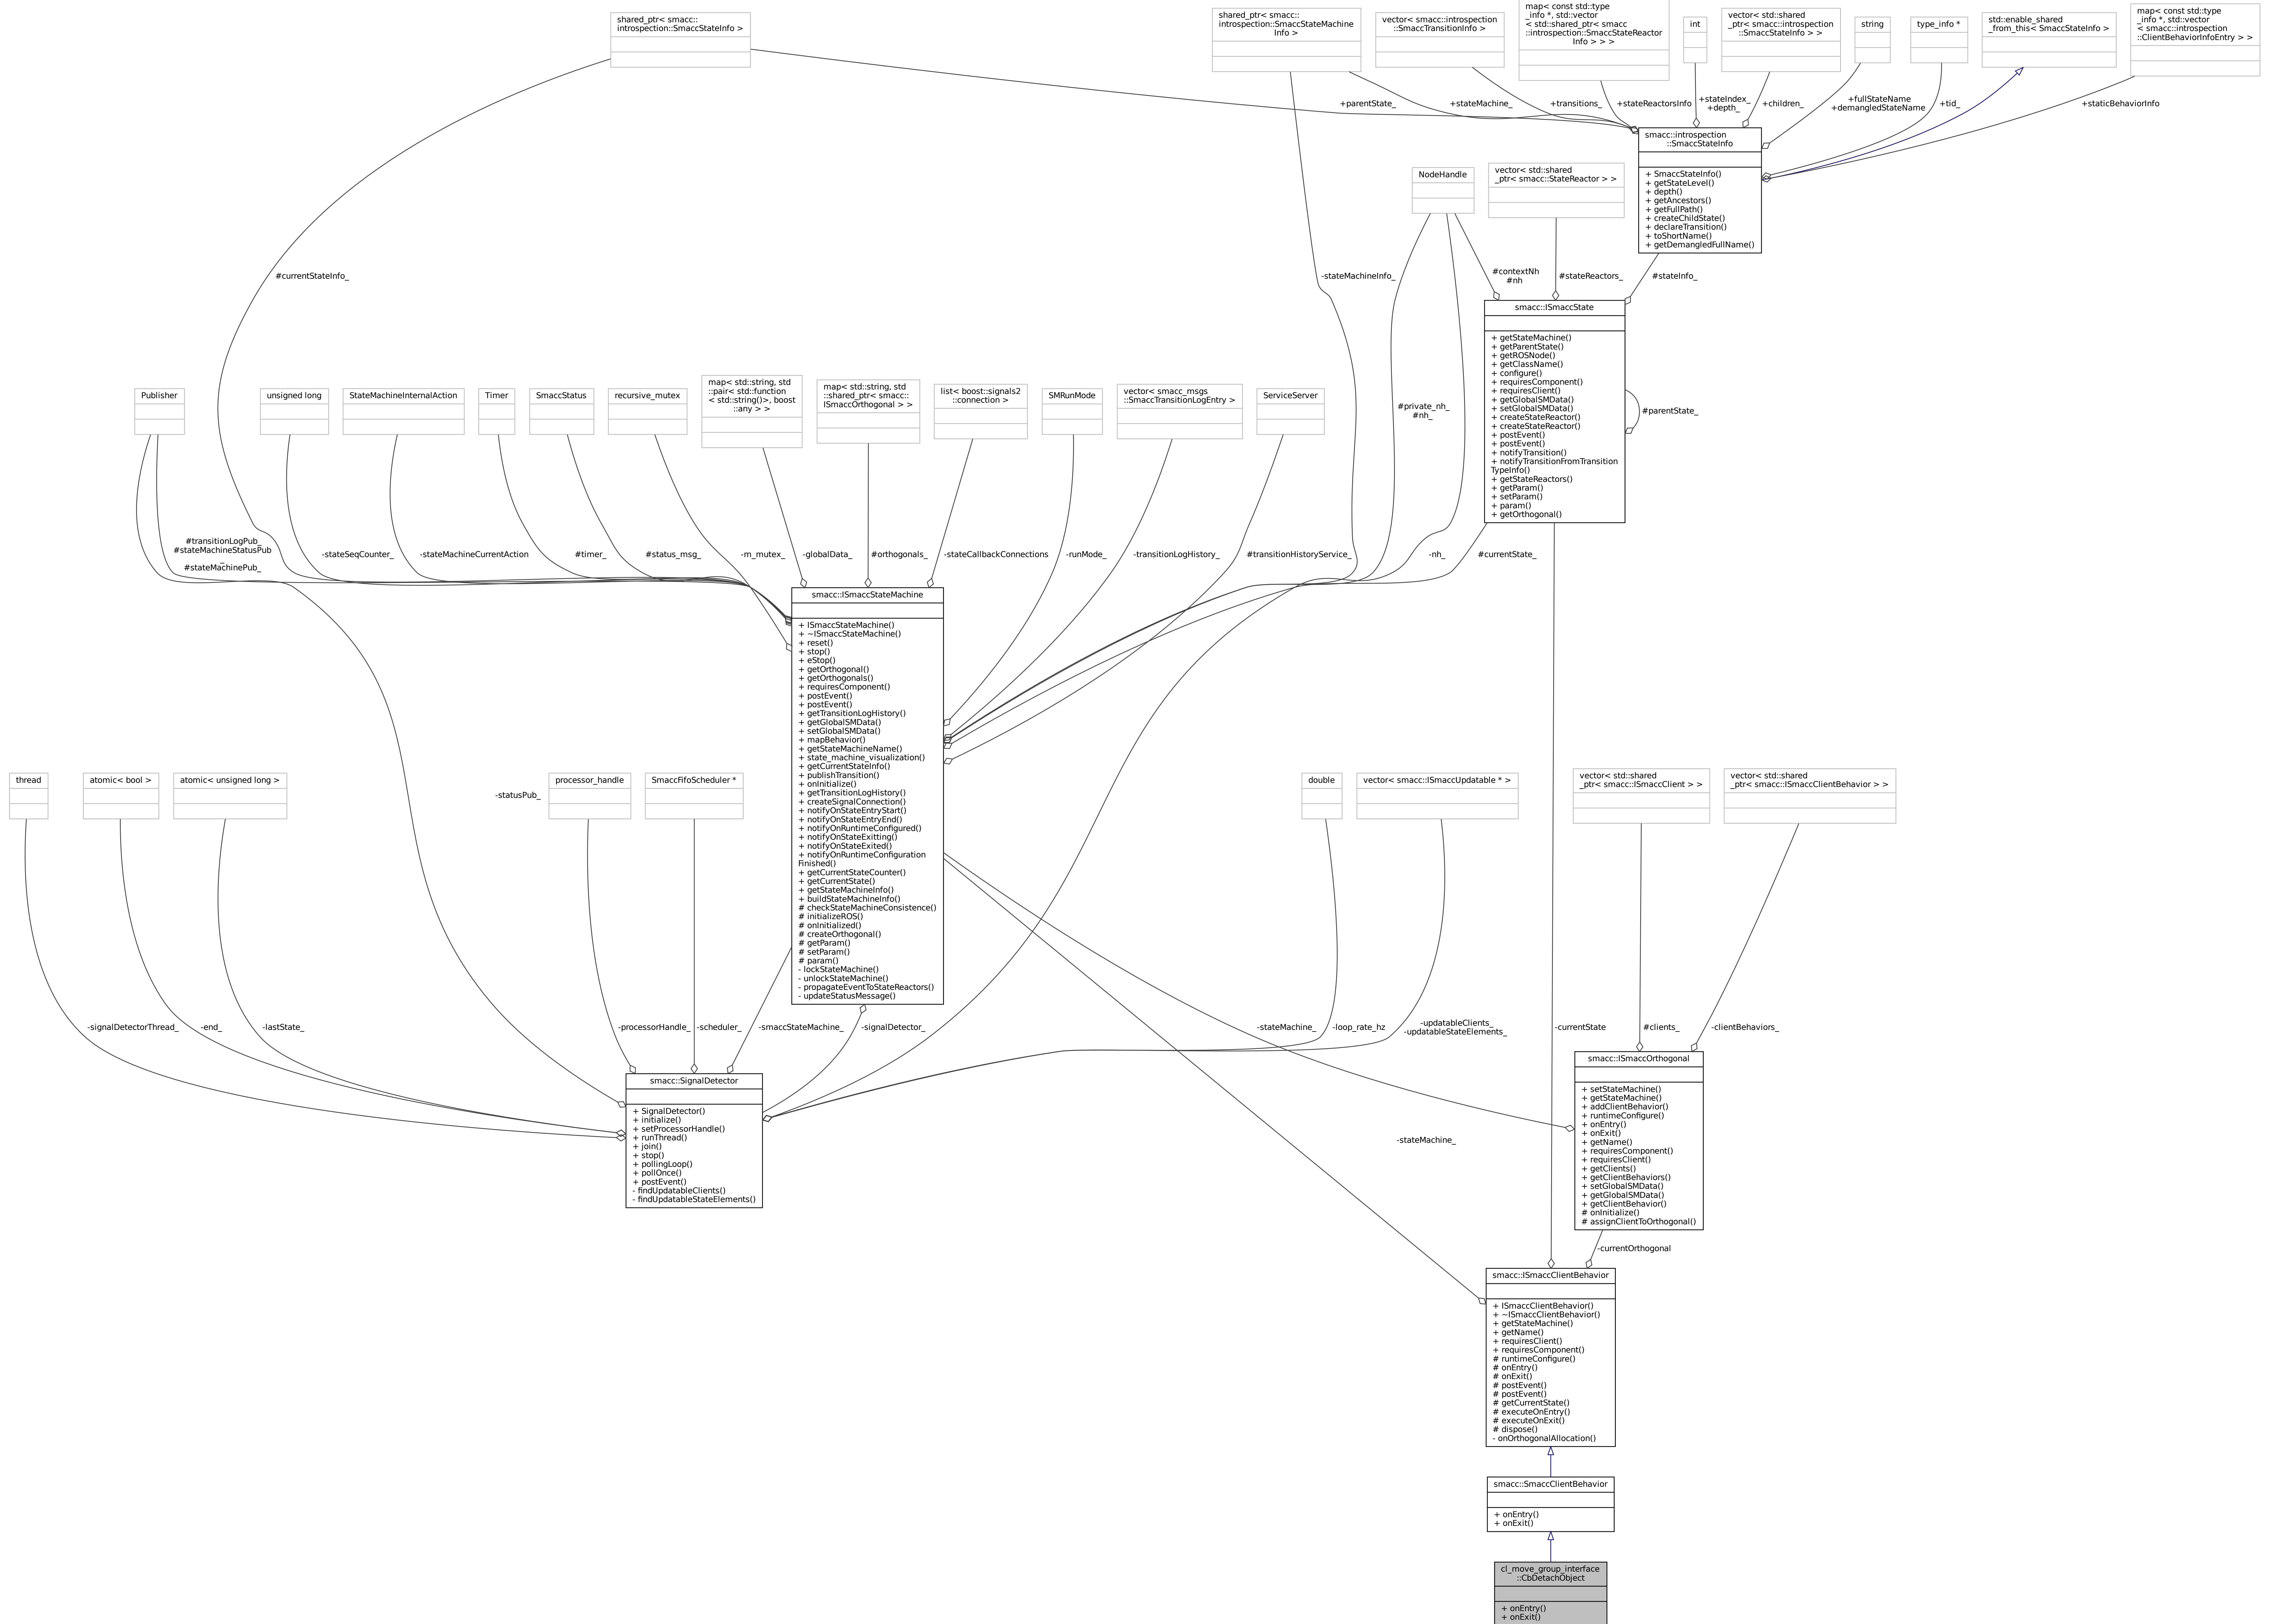 shared_ptr< smacc::
introspection::SmaccStateInfo >
shared_ptr< smacc::
introspection::SmaccStateMachine
Info >
vector< smacc::introspection
::SmaccTransitionInfo >
map< const std::type
_info *, std::vector
< std::shared_ptr< smacc
::introspection::SmaccStateReactor
Info > > >
int
vector< std::shared
_ptr< smacc::introspection
::SmaccStateInfo > >
string
type_info *
std::enable_shared
_from_this< SmaccStateInfo >
map< const std::type
_info *, std::vector
< smacc::introspection
::ClientBehaviorInfoEntry > >
+parentState_
+stateMachine_
+transitions_
+stateReactorsInfo
+stateIndex_
+depth_
+children_
+fullStateName
+demangledStateName
+tid_
+staticBehaviorInfo
smacc::introspection
::SmaccStateInfo
+ SmaccStateInfo()
+ getStateLevel()
+ depth()
+ getAncestors()
+ getFullPath()
+ createChildState()
+ declareTransition()
+ toShortName()
+ getDemangledFullName()
NodeHandle
vector< std::shared
_ptr< smacc::StateReactor > >
#currentStateInfo_
-stateMachineInfo_
#contextNh
#nh
#stateReactors_
#stateInfo_
smacc::ISmaccState
+ getStateMachine()
+ getParentState()
+ getROSNode()
+ getClassName()
+ configure()
+ requiresComponent()
+ requiresClient()
+ getGlobalSMData()
+ setGlobalSMData()
+ createStateReactor()
+ createStateReactor()
+ postEvent()
+ postEvent()
+ notifyTransition()
+ notifyTransitionFromTransition
TypeInfo()
+ getStateReactors()
+ getParam()
+ setParam()
+ param()
+ getOrthogonal()
#parentState_
Publisher
unsigned long
StateMachineInternalAction
Timer
SmaccStatus
recursive_mutex
map< std::string, std
::pair< std::function
< std::string()>, boost
::any > >
map< std::string, std
::shared_ptr< smacc::
ISmaccOrthogonal > >
list< boost::signals2
::connection >
SMRunMode
vector< smacc_msgs
::SmaccTransitionLogEntry >
ServiceServer
#private_nh_
#nh_
#transitionLogPub_
#stateMachineStatusPub
_
#stateMachinePub_
-stateSeqCounter_
-stateMachineCurrentAction
#timer_
#status_msg_
-m_mutex_
-globalData_
#orthogonals_
-stateCallbackConnections
-runMode_
-transitionLogHistory_
#transitionHistoryService_
-nh_
#currentState_
smacc::ISmaccStateMachine
+ ISmaccStateMachine()
+ ~ISmaccStateMachine()
+ reset()
+ stop()
+ eStop()
+ getOrthogonal()
+ getOrthogonals()
+ requiresComponent()
+ postEvent()
+ postEvent()
+ getTransitionLogHistory()
+ getGlobalSMData()
+ setGlobalSMData()
+ mapBehavior()
+ getStateMachineName()
+ state_machine_visualization()
+ getCurrentStateInfo()
+ publishTransition()
+ onInitialize()
+ getTransitionLogHistory()
+ createSignalConnection()
+ notifyOnStateEntryStart()
+ notifyOnStateEntryEnd()
+ notifyOnRuntimeConfigured()
+ notifyOnStateExitting()
+ notifyOnStateExited()
+ notifyOnRuntimeConfiguration
Finished()
+ getCurrentStateCounter()
+ getCurrentState()
+ getStateMachineInfo()
+ buildStateMachineInfo()
# checkStateMachineConsistence()
# initializeROS()
# onInitialized()
# createOrthogonal()
# getParam()
# setParam()
# param()
- lockStateMachine()
- unlockStateMachine()
- propagateEventToStateReactors()
- updateStatusMessage()
thread
atomic< bool >
atomic< unsigned long >
-statusPub_
processor_handle
SmaccFifoScheduler *
double
vector< smacc::ISmaccUpdatable * >
vector< std::shared
_ptr< smacc::ISmaccClient > >
vector< std::shared
_ptr< smacc::ISmaccClientBehavior > >
-signalDetectorThread_
-end_
-lastState_
-processorHandle_
-scheduler_
-smaccStateMachine_
-signalDetector_
-stateMachine_
-loop_rate_hz
-updatableClients_
-updatableStateElements_
-currentState
#clients_
-clientBehaviors_
smacc::SignalDetector
+ SignalDetector()
+ initialize()
+ setProcessorHandle()
+ runThread()
+ join()
+ stop()
+ pollingLoop()
+ pollOnce()
+ postEvent()
- findUpdatableClients()
- findUpdatableStateElements()
smacc::ISmaccOrthogonal
+ setStateMachine()
+ getStateMachine()
+ addClientBehavior()
+ runtimeConfigure()
+ onEntry()
+ onExit()
+ getName()
+ requiresComponent()
+ requiresClient()
+ getClients()
+ getClientBehaviors()
+ setGlobalSMData()
+ getGlobalSMData()
+ getClientBehavior()
# onInitialize()
# assignClientToOrthogonal()
-stateMachine_
-currentOrthogonal
smacc::ISmaccClientBehavior
+ ISmaccClientBehavior()
+ ~ISmaccClientBehavior()
+ getStateMachine()
+ getName()
+ requiresClient()
+ requiresComponent()
# runtimeConfigure()
# onEntry()
# onExit()
# postEvent()
# postEvent()
# getCurrentState()
# executeOnEntry()
# executeOnExit()
# dispose()
- onOrthogonalAllocation()
smacc::SmaccClientBehavior
+ onEntry()
+ onExit()
cl_move_group_interface
::CbDetachObject
+ onEntry()
+ onExit()